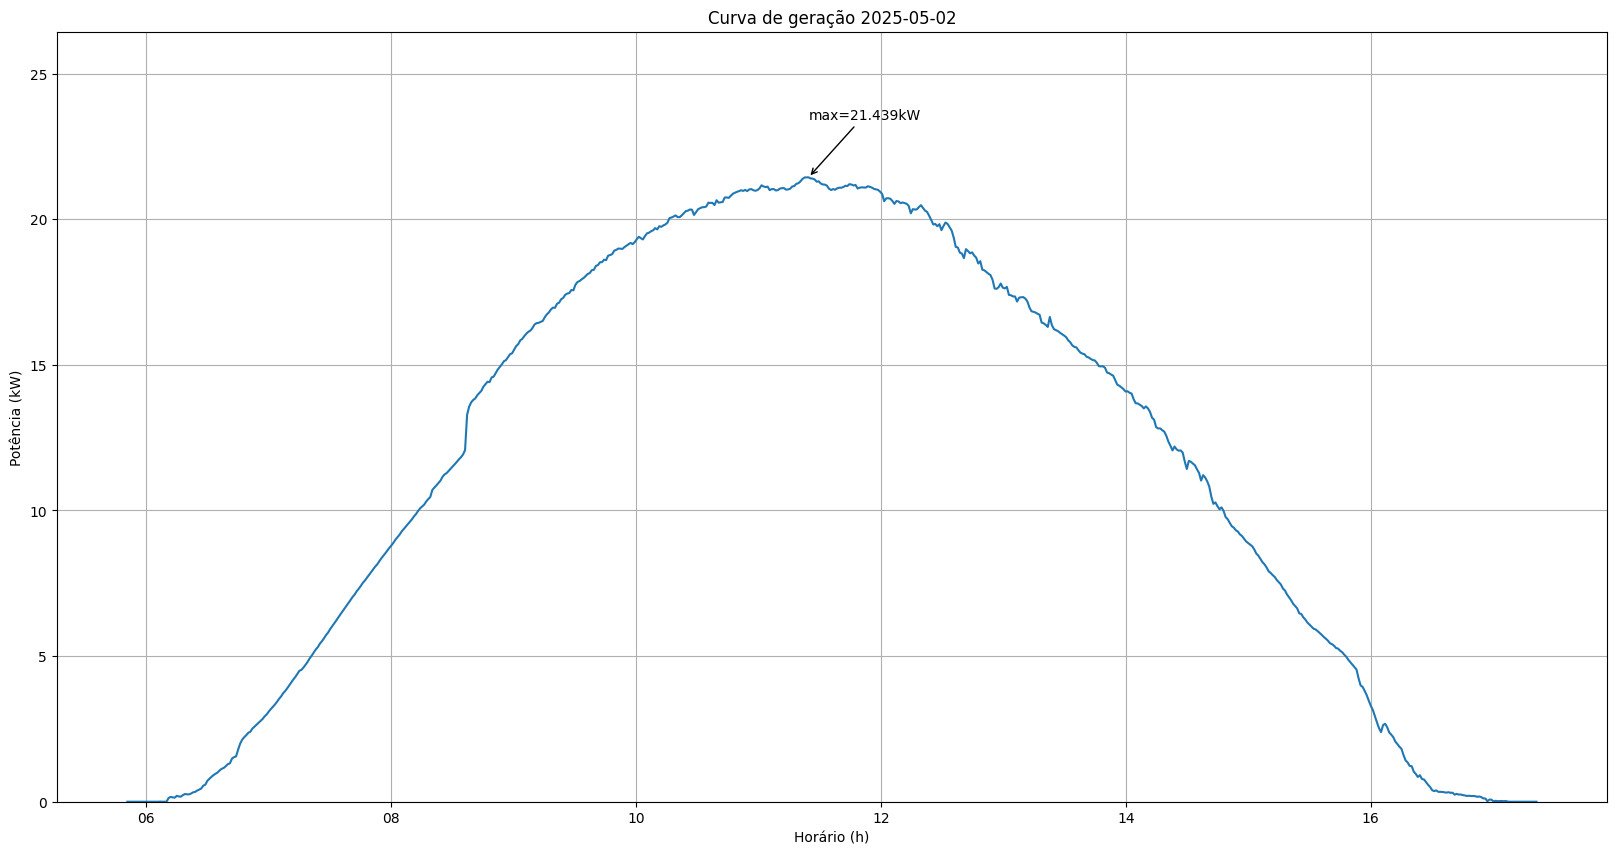 Curva de geração 2025-05-02
25
max=21.439kW
20
15
Potência (kW)
10
5
0
06 08 10 12 14 16
Horário (h)